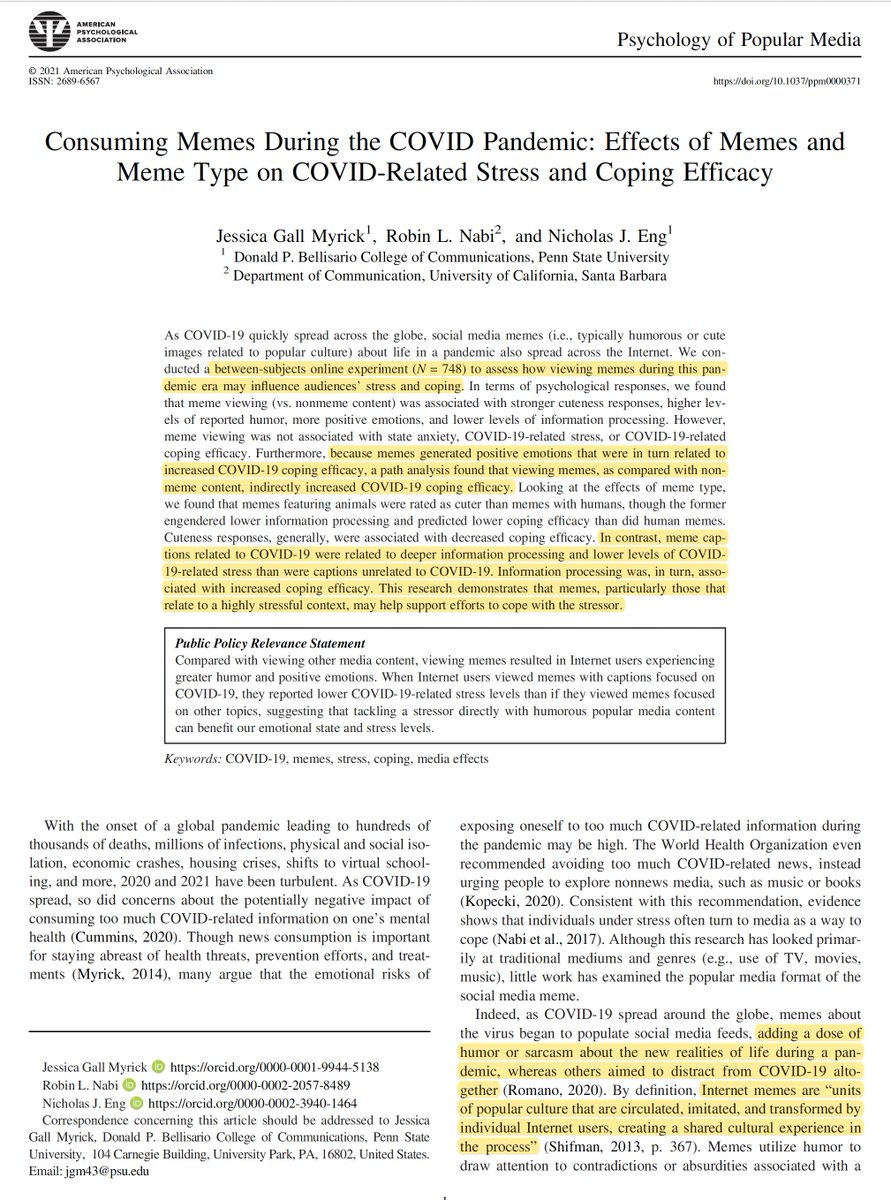 AMERICAN
PSYCHOLOGICAL
ASSOCIATION
Psychology of Popular Media
© 2021 American Psychological Association
ISSN: 2689-6567
https://doi.org/10.1037/ppm0000371
Consuming Memes During the COVID Pandemic: Effects of Memes and
Meme Type on COVID-Related Stress and Coping Efficacy
Jessica Gall Myrick1, Robin L. Nabi2, and Nicholas J. Eng1
1 Donald P. Bellisario College of Communications, Penn State University
2 Department of Communication, University of California, Santa Barbara
As COVID-19 quickly spread across the globe, social media memes (i.e., typically humorous or cute
images related to popular culture) about life in a pandemic also spread across the Internet. We con-
ducted a between-subjects online experiment (N = 748) to assess how viewing memes during this pan-
demic era may influence audiences’ stress and coping. In terms of psychological responses, we found
that meme viewing (vs. nonmeme content) was associated with stronger cuteness responses, higher lev-
els of reported humor, more positive emotions, and lower levels of information processing. However,
meme viewing was not associated with state anxiety, COVID-19-related stress, or COVID-19-related
coping efficacy. Furthermore, because memes generated positive emotions that were in turn related to
increased COVID-19 coping efficacy, a path analysis found that viewing memes, as compared with non-
meme content, indirectly increased COVID-19 coping efficacy. Looking at the effects of meme type,
we found that memes featuring animals were rated as cuter than memes with humans, though the former
engendered lower information processing and predicted lower coping efficacy than did human memes.
Cuteness responses, generally, were associated with decreased coping efficacy. In contrast, meme cap-
tions related to COVID-19 were related to deeper information processing and lower levels of COVID-
19-related stress than were captions unrelated to COVID-19. Information processing was, in turn, asso-
ciated with increased coping efficacy. This research demonstrates that memes, particularly those that
relate to a highly stressful context, may help support efforts to cope with the stressor.
Public Policy Relevance Statement
Compared with viewing other media content, viewing memes resulted in Internet users experiencing
greater humor and positive emotions. When Internet users viewed memes with captions focused on
COVID-19, they reported lower COVID-19-related stress levels than if they viewed memes focused
on other topics, suggesting that tackling a stressor directly with humorous popular media content
can benefit our emotional state and stress levels.
Keywords: COVID-19, memes, stress, coping, media effects
With the onset of a global pandemic leading to hundreds of
thousands of deaths, millions of infections, physical and social iso-
lation, economic crashes, housing crises, shifts to virtual school-
ing, and more, 2020 and 2021 have been turbulent. As COVID-19
spread, so did concerns about the potentially negative impact of
consuming too much COVID-related information on one’s mental
health (Cummins, 2020). Though news consumption is important
for staying abreast of health threats, prevention efforts, and treat-
ments (Myrick, 2014), many argue that the emotional risks of
Jessica Gall Myrick https://orcid.org/0000-0001-9944-5138
Robin L. Nabi https://orcid.org/0000-0002-2057-8489
Nicholas J. Eng https://orcid.org/0000-0002-3940-1464
Correspondence concerning this article should be addressed to Jessica
Gall Myrick, Donald P. Bellisario College of Communications, Penn State
University, 104 Carnegie Building, University Park, PA, 16802, United States.
Email: jgm43@psu.edu
exposing oneself to too much COVID-related information during
the pandemic may be high. The World Health Organization even
recommended avoiding too much COVID-related news, instead
urging people to explore nonnews media, such as music or books
(Kopecki, 2020). Consistent with this recommendation, evidence
shows that individuals under stress often turn to media as a way to
cope (Nabi et al., 2017). Although this research has looked primar-
ily at traditional mediums and genres (e.g., use of TV, movies,
music), little work has examined the popular media format of the
social media meme.
Indeed, as COVID-19 spread around the globe, memes about
the virus began to populate social media feeds, adding a dose of
humor or sarcasm about the new realities of life during a pan-
demic, whereas others aimed to distract from COVID-19 alto-
gether (Romano, 2020). By definition, Internet memes are “units
of popular culture that are circulated, imitated, and transformed by
individual Internet users, creating a shared cultural experience in
the process” (Shifman, 2013, p. 367). Memes utilize humor to
draw attention to contradictions or absurdities associated with a